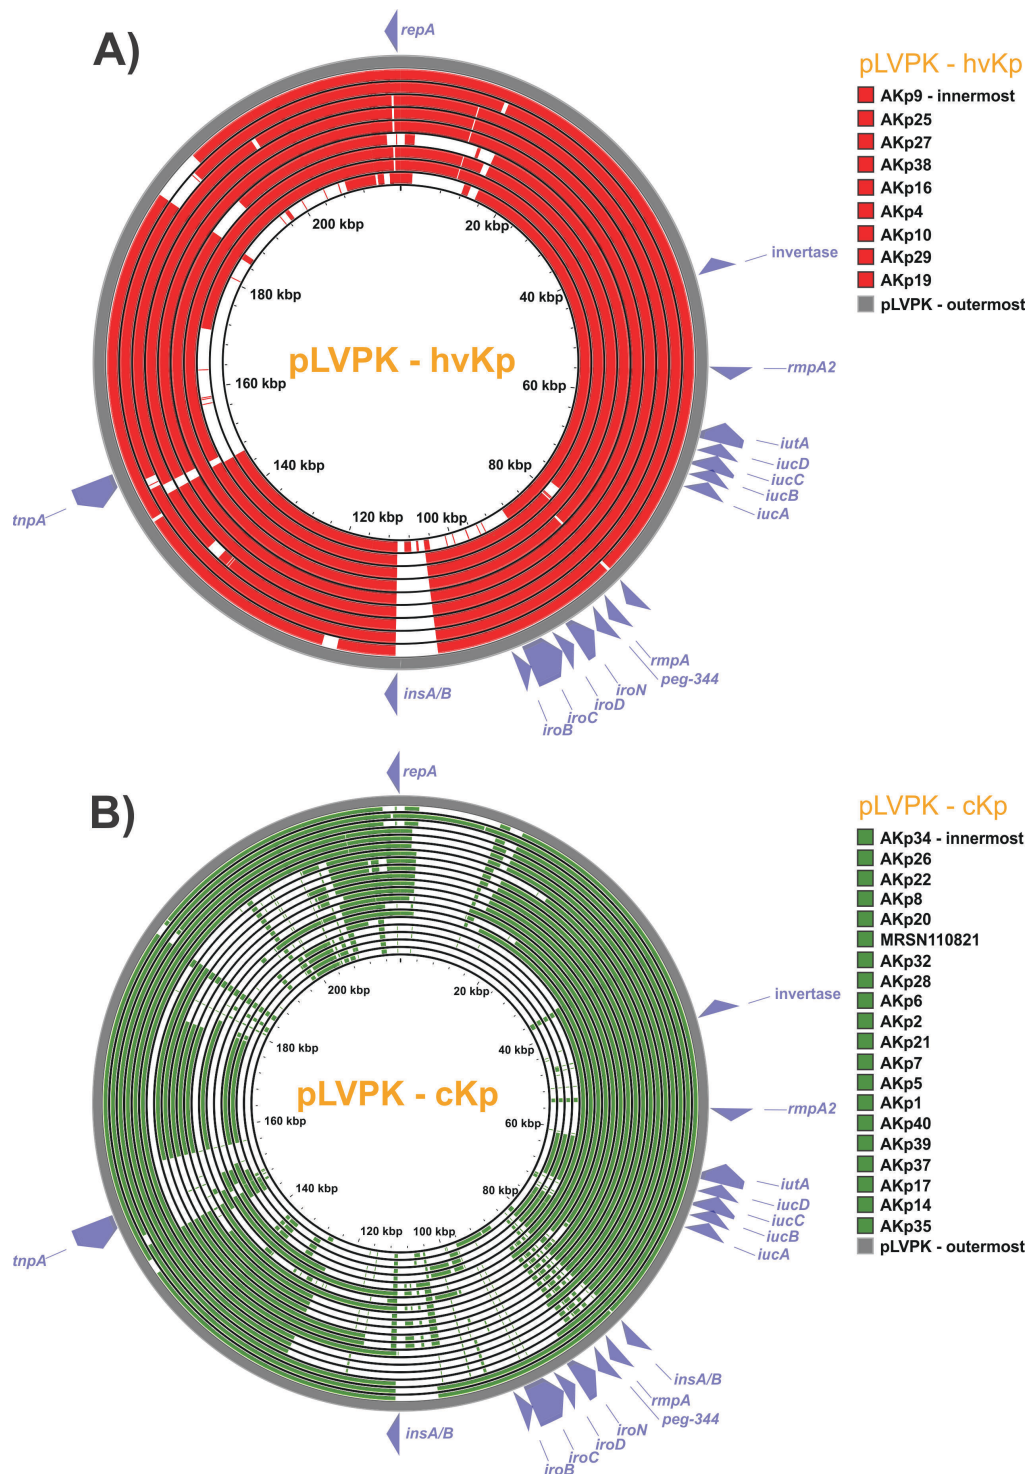 A)
repA
pLVPK - hvKp
AKp9 - innermost
AKp25
AKp27
AKp38
AKp16
AKp4
AKp10
AKp29
AKp19
pLVPK - outermost
200 kbp
20 kbp
invertase
180 kbp
40 kbp
pLVPK - hvKp
160 kbp
60 kbp
rmpA2
140 kbp
80 kbp
iutA
iucD
iucC
iucB
iucA
120 kbp
100 kbp
tnpA
rmpA
peg-344
iroN
iroD
iroC
iroB
insA/B
B)
repA
pLVPK - cKp
AKp34 - innermost
AKp26
AKp22
AKp8
AKp20
MRSN110821
AKp32
AKp28
AKp6
AKp2
AKp21
AKp7
AKp5
AKp1
AKp40
AKp39
AKp37
AKp17
AKp14
AKp35
pLVPK - outermost
200 kbp
20 kbp
invertase
180 kbp
40 kbp
pLVPK - cKp
160 kbp
60 kbp
rmpA2
140 kbp
80 kbp
iutA
iucD
iucC
iucB
iucA
120 kbp
100 kbp
tnpA
insA/B
rmpA
peg-344
iroN
iroD
iroC
iroB
insA/B